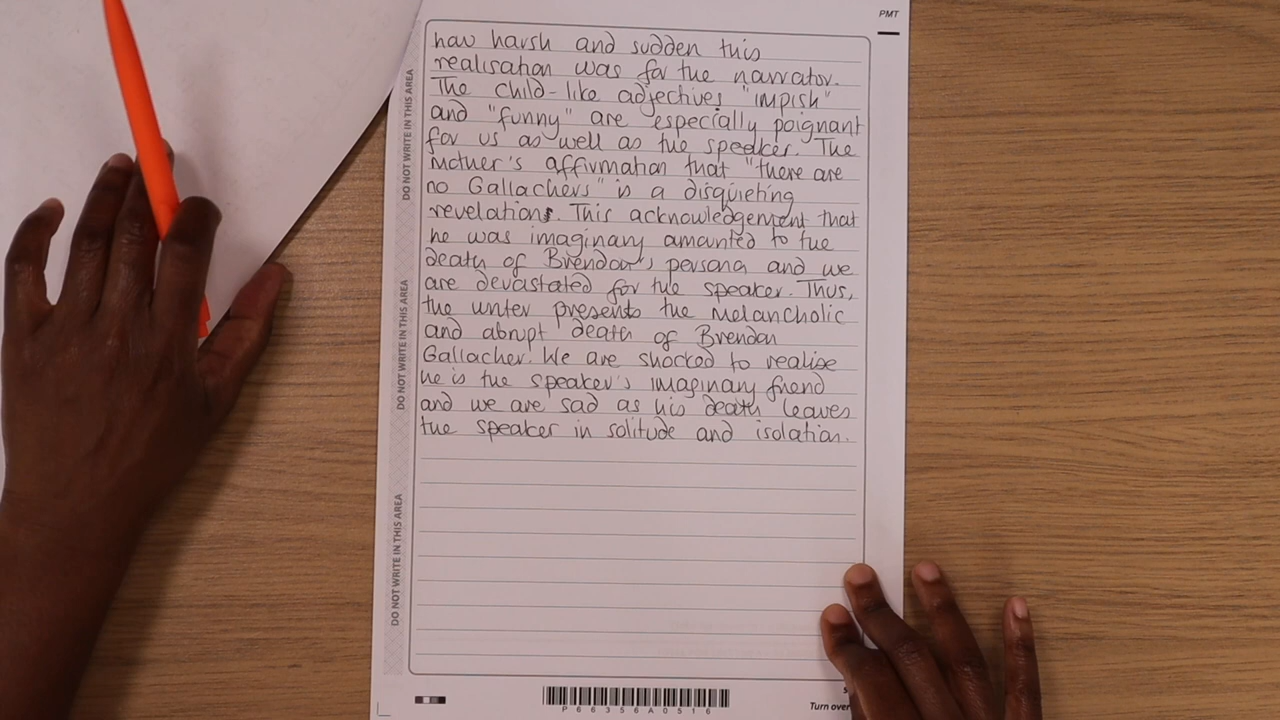 PMT
how harsh and sudden this
realisation was for the narrator.
The child-like adjectives "impish"
and "funny" are especially poignant
for us as well as the speaker. The
Mother's affirmation that "there are
no Gallachers" is a disquieting
revelation. This acknowledgement that
he was imaginary amounted to the
death of Brendon's persona and we
are devastated for the speaker. Thus,
the writer presents the melancholic
and abrupt death of Brendon
Gallacher. We are shocked to realise
he is the speaker's imaginary friend
and we are sad as his death leaves
the speaker in solitude and isolation.
DO NOT WRITE IN THIS AREA
DO NOT WRITE IN THIS AREA
DO NOT WRITE IN THIS AREA
P66356A0516
Turn over